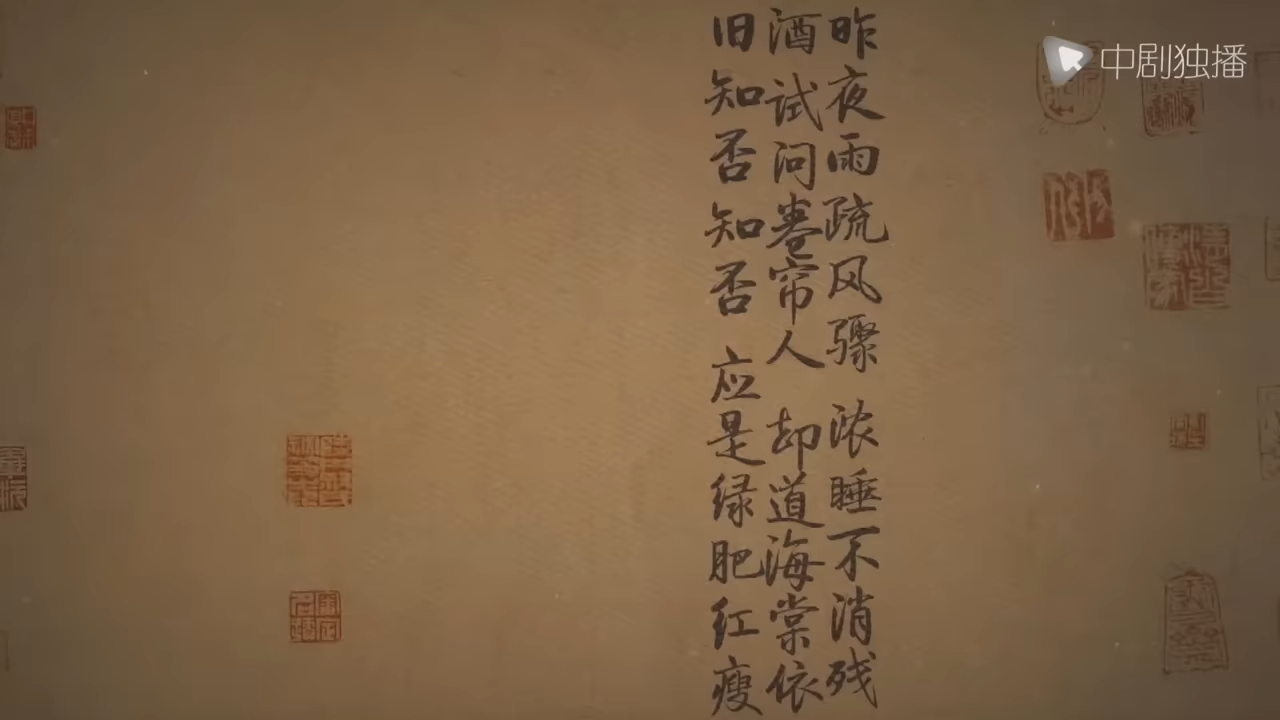 昨夜雨疏风骤 浓睡不消残
酒试问卷帘人 却道海棠依
旧知否知否 应是绿肥红瘦
中剧独播